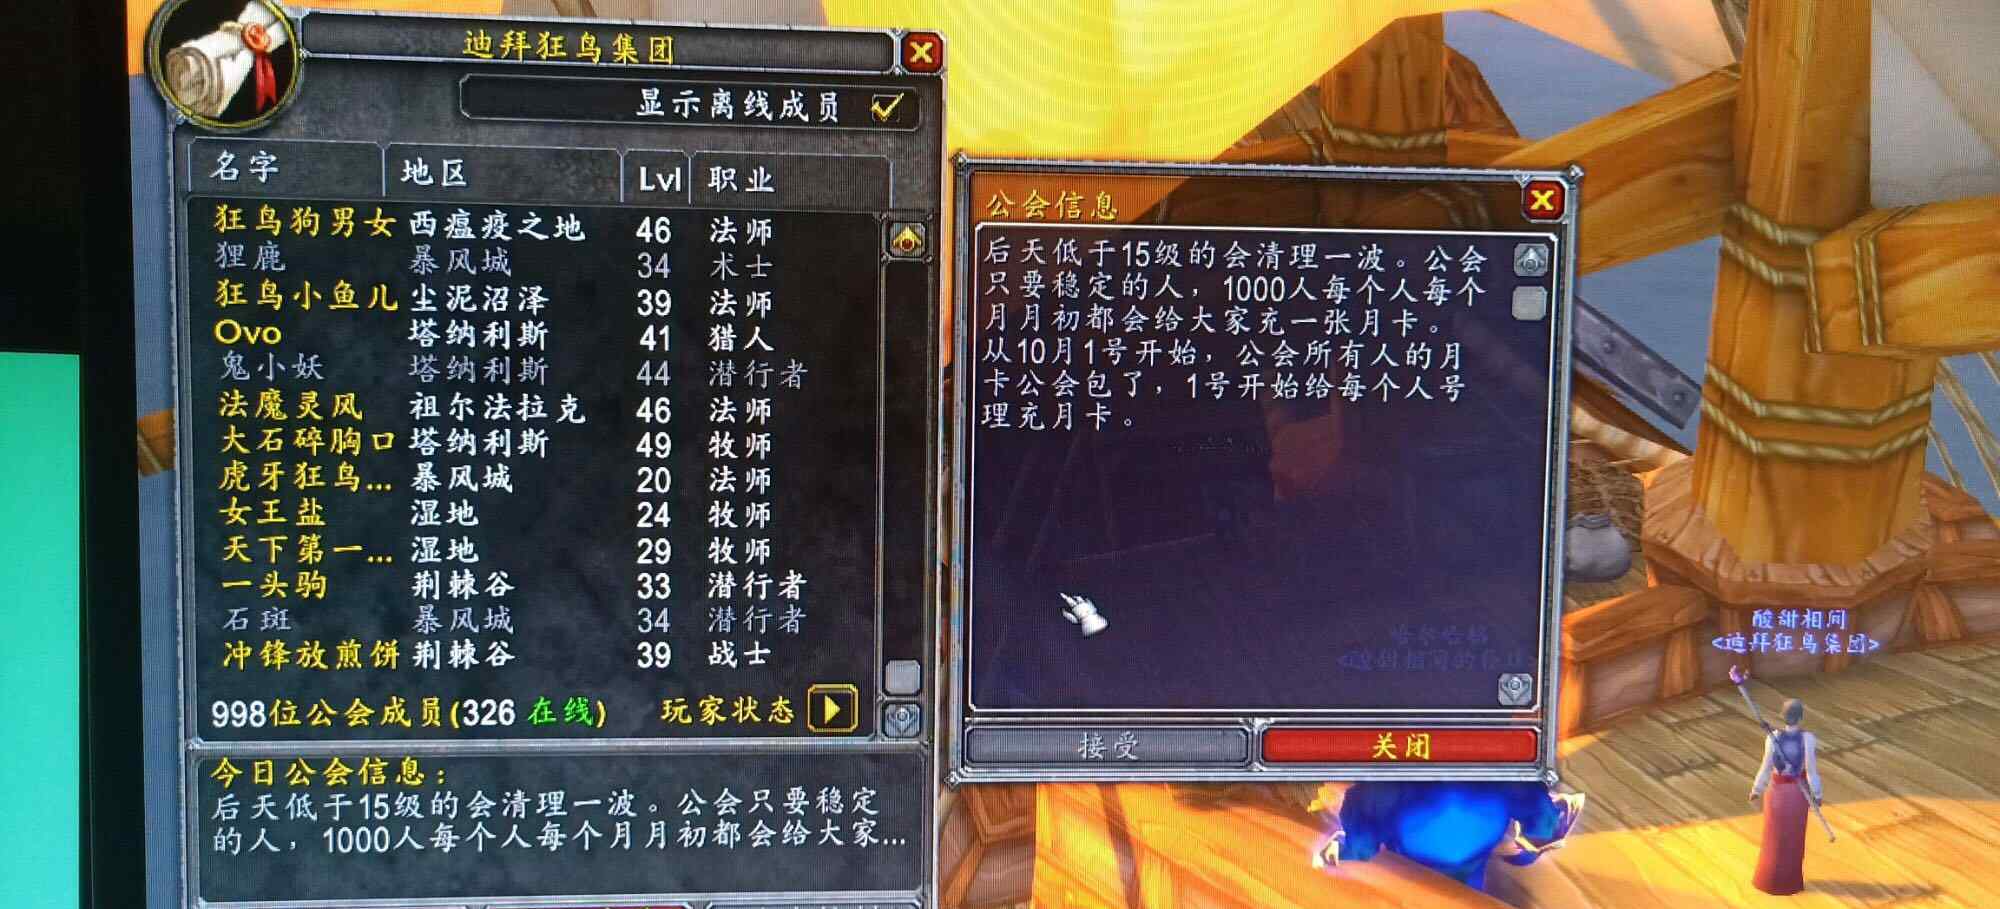 迪拜狂鸟集团
显示离线成员
名字 地区 Lvl 职业
狂鸟狗男女 西瘟疫之地 46 法师
狸鹿 暴风城 34 术士
狂鸟小鱼儿 尘泥沼泽 39 法师
Ovo 塔纳利斯 41 猎人
鬼小妖 塔纳利斯 44 潜行者
法魔灵风 祖尔法拉克 46 法师
大石碎胸口 塔纳利斯 49 牧师
虎牙狂鸟... 暴风城 20 法师
女王盐 湿地 24 牧师
天下第一... 湿地 29 牧师
一头驹 荆棘谷 33 潜行者
石斑 暴风城 34 潜行者
冲锋放煎饼 荆棘谷 39 战士
998位公会成员(326 在线) 玩家状态
今日公会信息：
后天低于15级的会清理一波。公会只要稳定
的人，1000人每个人每个月月初都会给大家...
公会信息
后天低于15级的会清理一波。公会
只要稳定的人，1000人每个人每个
月月初都会给大家充一张月卡。
从10月1号开始，公会所有人的月
卡公会包了，1号开始给每个人号
理充月卡。
接受 关闭
酸甜相间
<迪拜狂鸟集团>